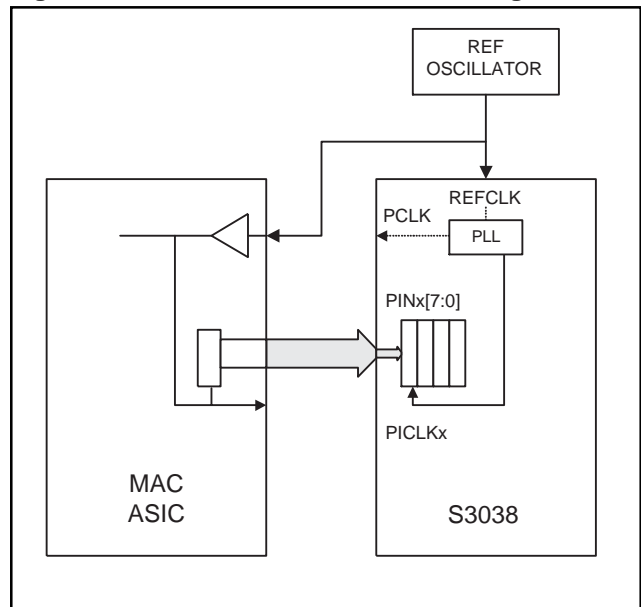 REF
OSCILLATOR
REFCLK
PCLK
PLL
PINx[7:0]
PICLKx
MAC
ASIC
S3038